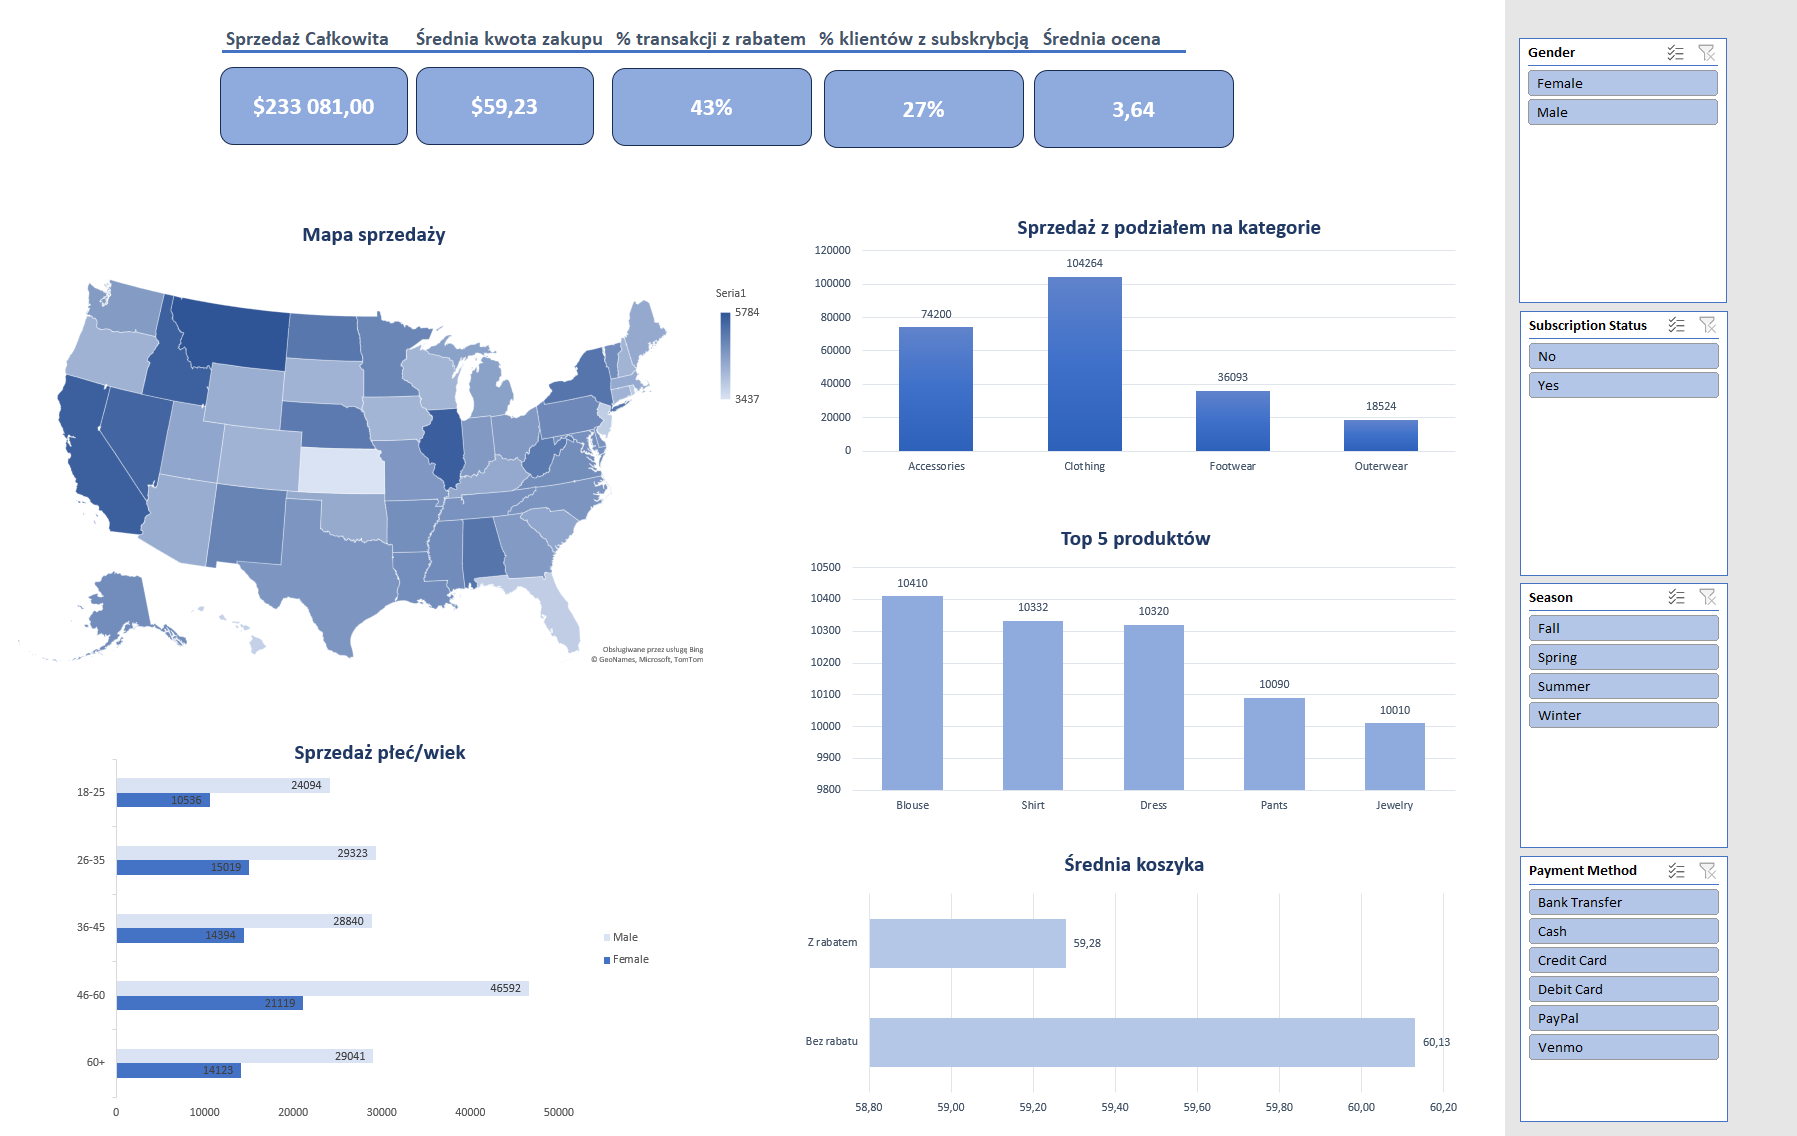 Sprzedaż Całkowita
Średnia kwota zakupu
% transakcji z rabatem
% klientów z subskrybcją
Średnia ocena
$233 081,00
$59,23
43%
27%
3,64
Mapa sprzedaży
Seria1
5784
3437
Obsługiwane przez usługę Bing
© GeoNames, Microsoft, TomTom
Sprzedaż z podziałem na kategorie
120000
100000
80000
60000
40000
20000
0
74200
104264
36093
18524
Accessories
Clothing
Footwear
Outerwear
Top 5 produktów
10500
10400
10300
10200
10100
10000
9900
9800
10410
10332
10320
10090
10010
Blouse
Shirt
Dress
Pants
Jewelry
Sprzedaż płeć/wiek
18-25
24094
10536
26-35
29323
15019
36-45
28840
14394
46-60
46592
21119
60+
29041
14123
0
10000
20000
30000
40000
50000
Male
Female
Średnia koszyka
Z rabatem
59,28
Bez rabatu
60,13
58,80
59,00
59,20
59,40
59,60
59,80
60,00
60,20
Gender
Female
Male
Subscription Status
No
Yes
Season
Fall
Spring
Summer
Winter
Payment Method
Bank Transfer
Cash
Credit Card
Debit Card
PayPal
Venmo